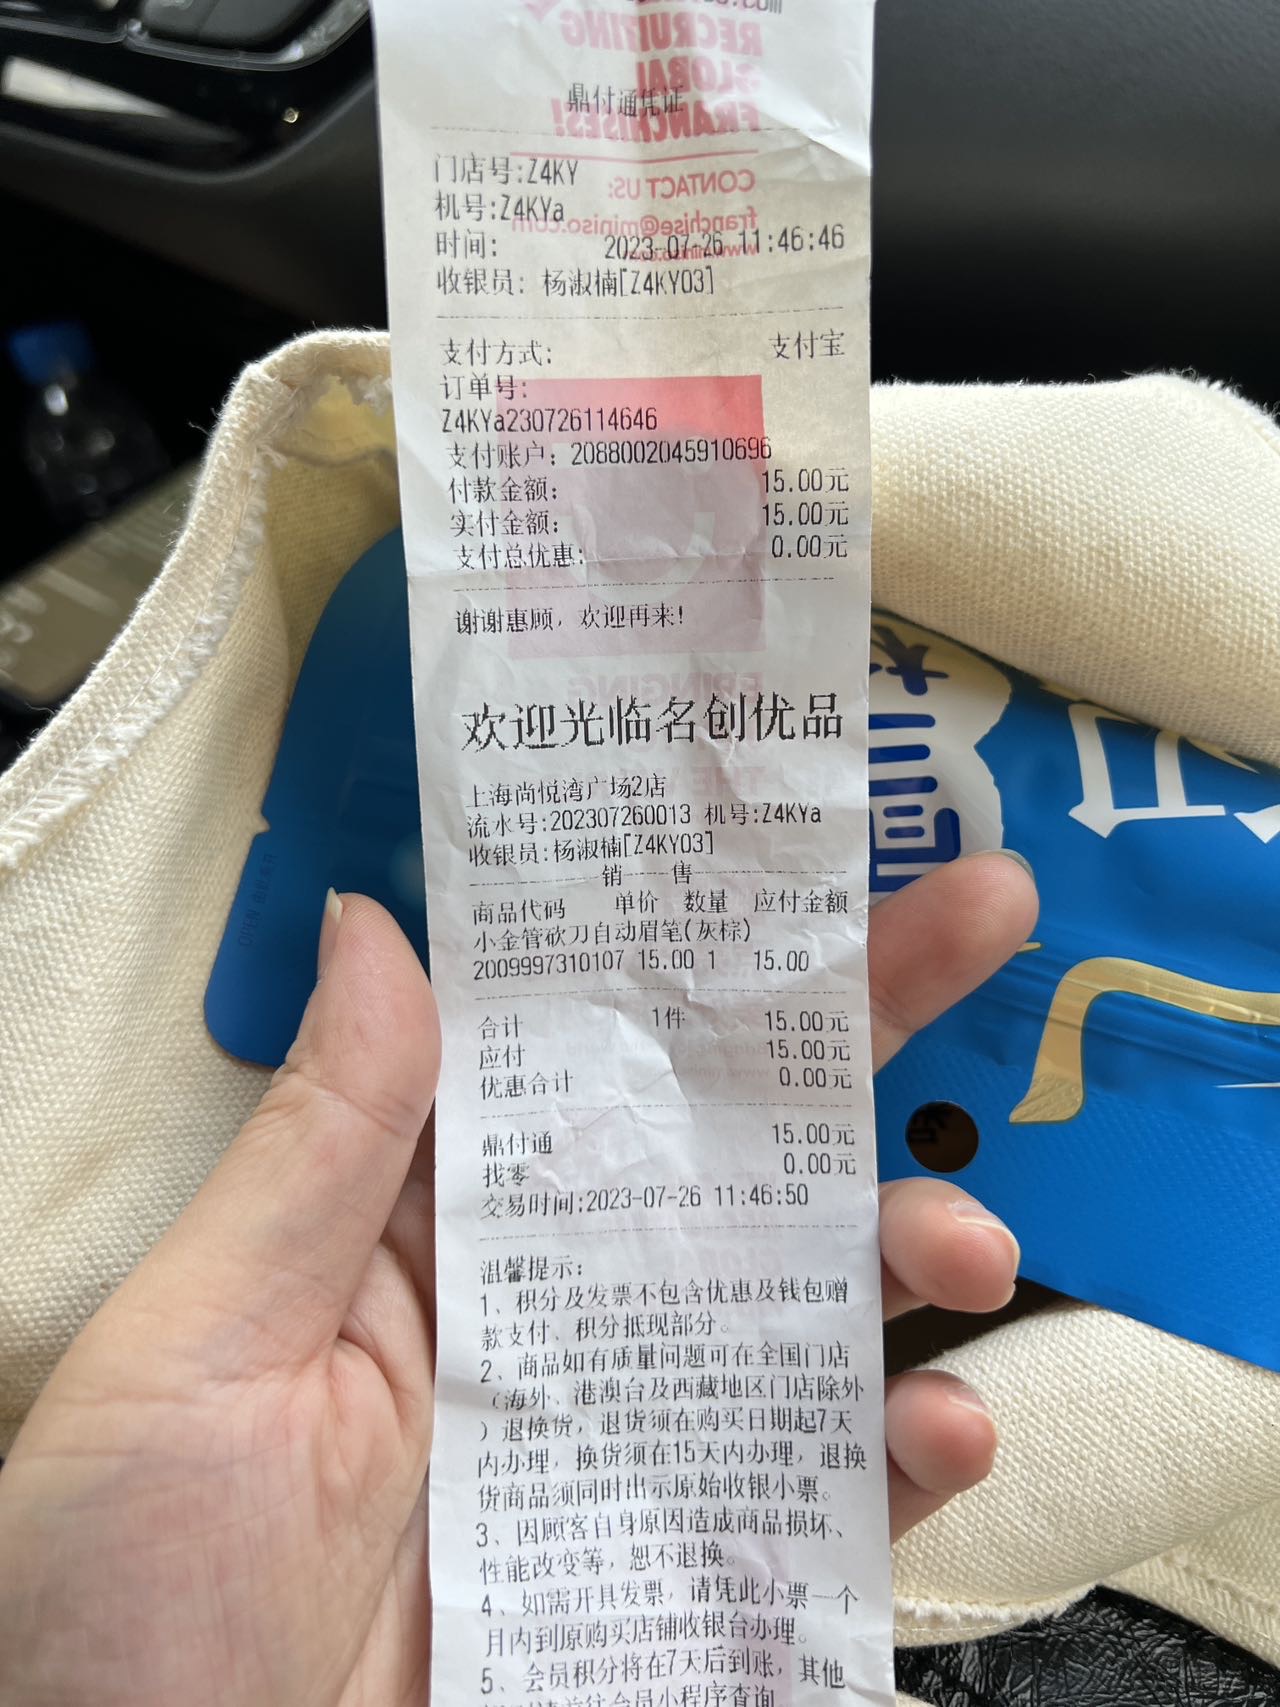 鼎付通凭证
门店号:Z4KY
机号:Z4KYa
时间: 2023-07-26 11:46:46
收银员: 杨淑楠[Z4KY03]
支付方式: 支付宝
订单号:
Z4KYa230726114646
支付账户: 2088002045910696
付款金额: 15.00元
实付金额: 15.00元
支付总优惠: 0.00元
谢谢惠顾, 欢迎再来!
欢迎光临名创优品
上海尚悦湾广场2店
流水号:202307260013 机号:Z4KYa
收银员:杨淑楠[Z4KY03]
销 售
商品代码 单价 数量 应付金额
小金管砍刀自动眉笔(灰棕)
2009997310107 15.00 1 15.00
合计 1件 15.00元
应付 15.00元
优惠合计 0.00元
鼎付通 15.00元
找零 0.00元
交易时间:2023-07-26 11:46:50
温馨提示:
1、积分及发票不包含优惠及钱包赠
款支付、积分抵现部分。
2、商品如有质量问题可在全国门店
(海外、港澳台及西藏地区门店除外
)退换货, 退货须在购买日期起7天
内办理, 换货须在15天内办理, 退换
货商品须同时出示原始收银小票。
3、因顾客自身原因造成商品损坏、
性能改变等, 恕不退换。
4、如需开具发票, 请凭此小票一个
月内到原购买店铺收银台办理。
5、会员积分将在7天后到账, 其他
小程序查询
RECRUITING
GLOBAL
FRANCHISES!
CONTACT US:
franchise@miniso.com
OPEN